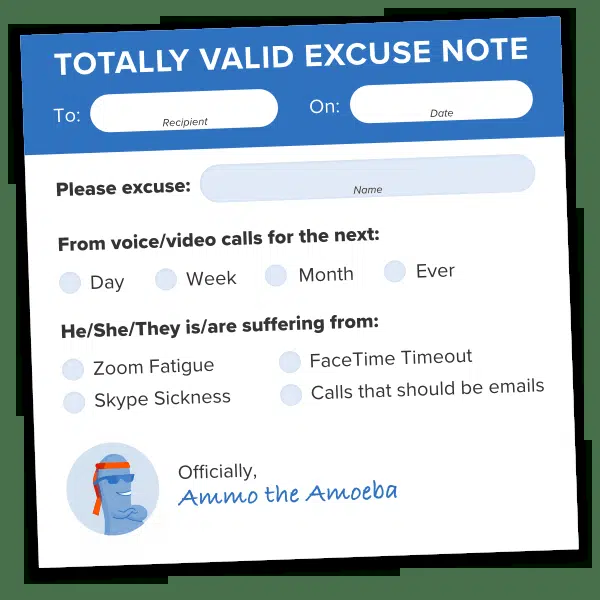 TOTALLY VALID EXCUSE NOTE
To: Recipient On: Date
Please excuse: Name
From voice/video calls for the next:
Day Week Month Ever
He/She/They is/are suffering from:
Zoom Fatigue FaceTime Timeout
Skype Sickness Calls that should be emails
Officially,
Ammo the Amoeba